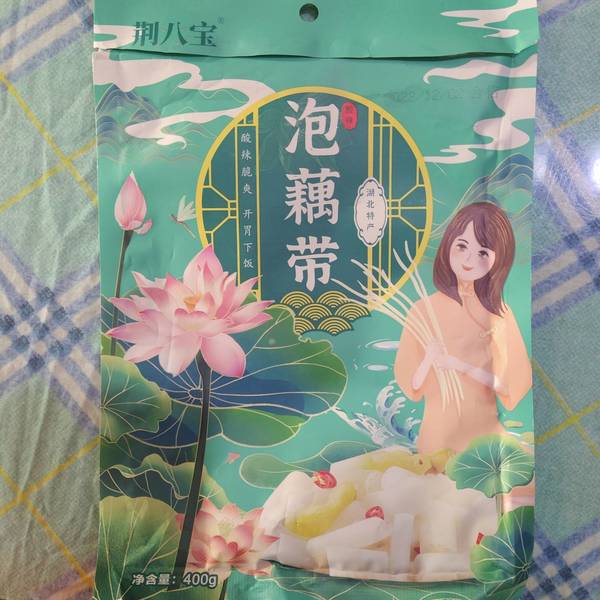 荆八宝®
酸辣脆爽 开胃下饭
泡藕带
湖北特产
净含量：400g